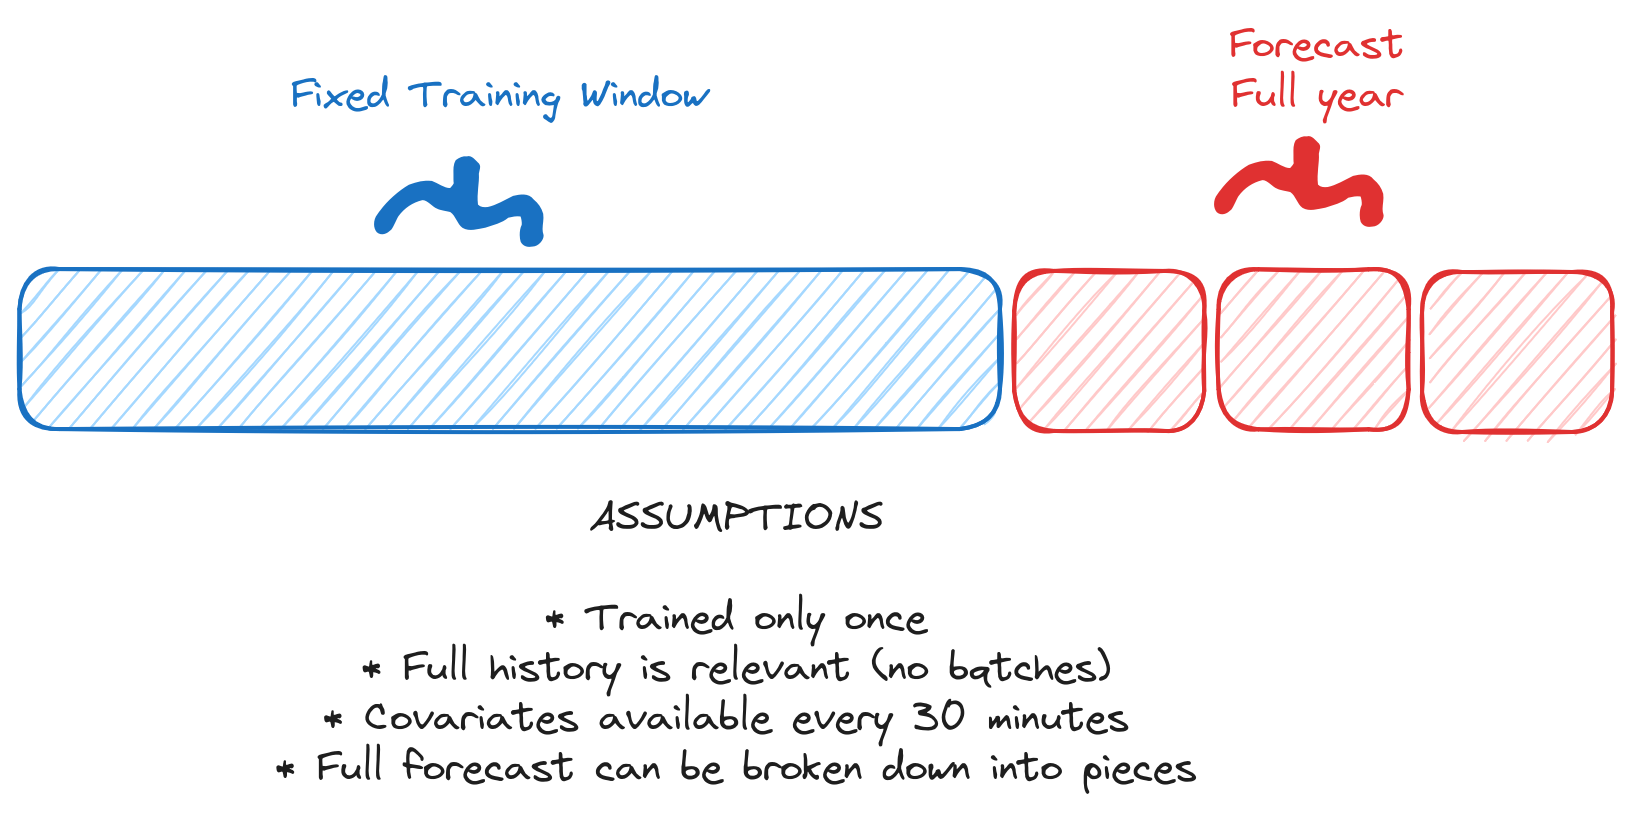 Fixed Training Window
Forecast
Full year
ASSUMPTIONS
* Trained only once
* Full history is relevant (no batches)
* Covariates available every 30 minutes
* Full forecast can be broken down into pieces